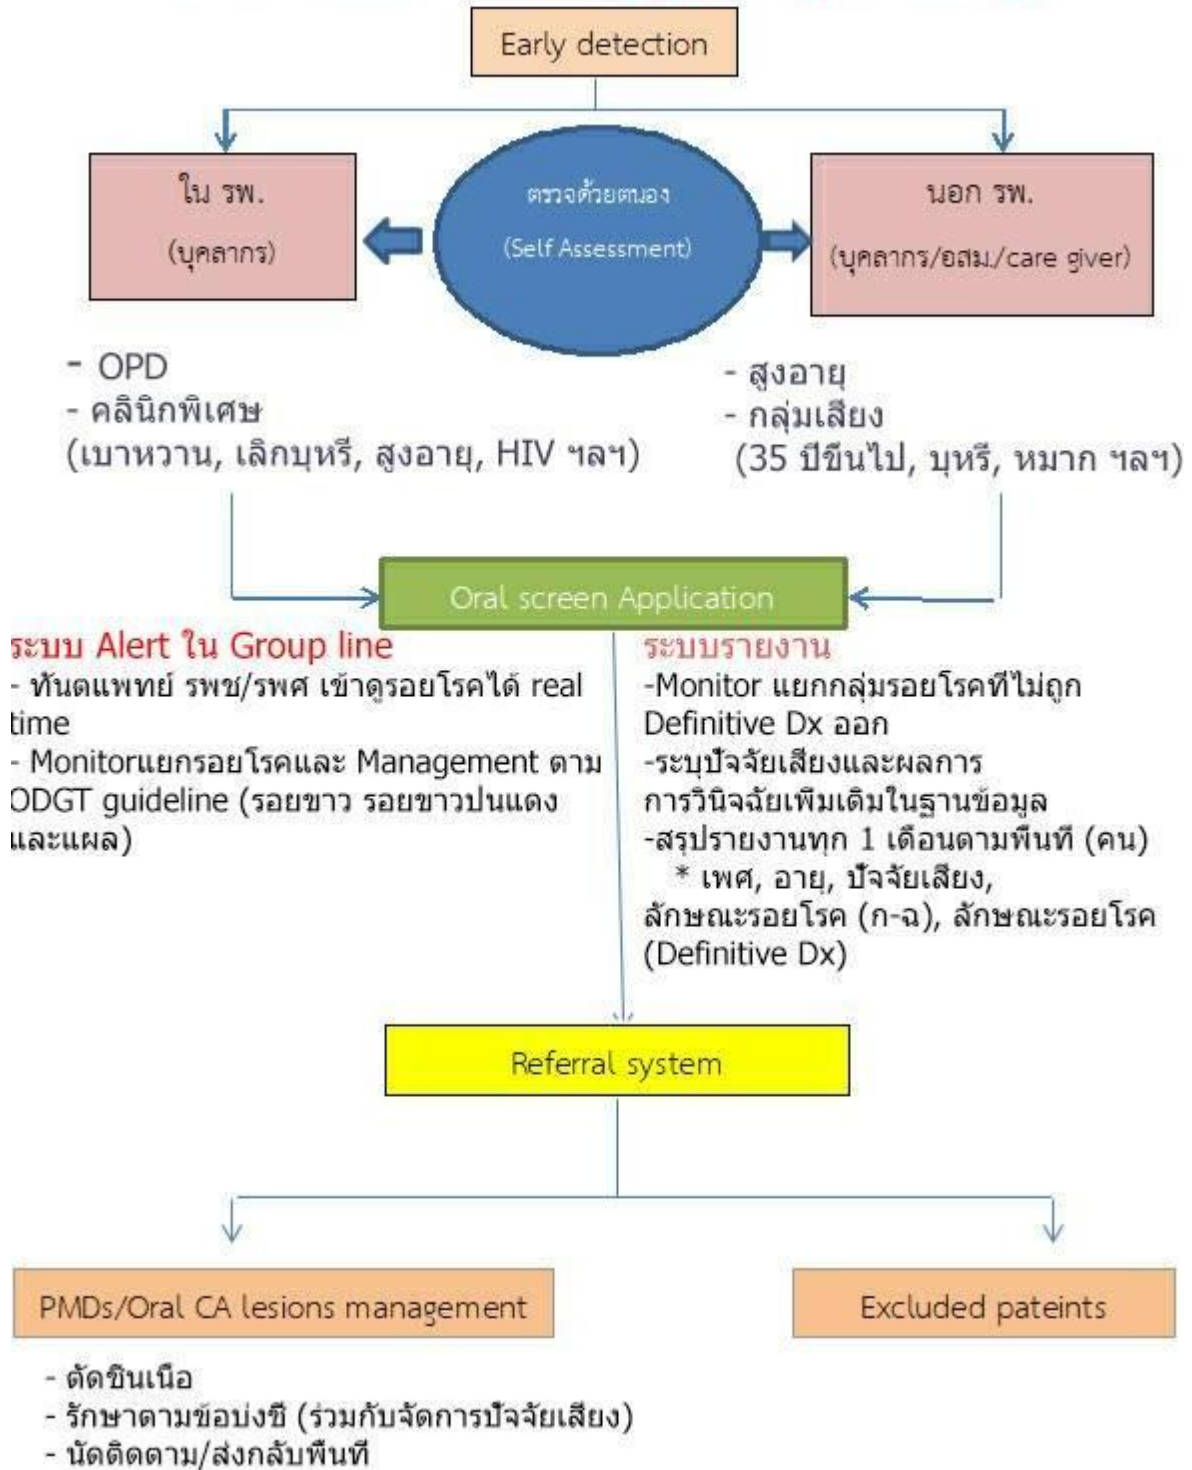 Early detection
ใน รพ.
(บุคลากร)
ตรวจด้วยตนอง
(Self Assessment)
นอก รพ.
(บุคลากร/อสม./care giver)
- OPD
- คลินิกพิเศษ
(เบาหวาน, เลิกบุหรี่, สูงอายุ, HIV ฯลฯ)
- สูงอายุ
- กลุ่มเสี่ยง
(35 ปีขึ้นไป, บุหรี่, หมาก ฯลฯ)
Oral screen Application
ระบบ Alert ใน Group line
- ทันตแพทย์ รพช/รพศ เข้าดูรอยโรคได้ real
time
- Monitorแยกรอยโรคและ Management ตาม
ODGT guideline (รอยขาว รอยขาวปนแดง
และแผล)
ระบบรายงาน
-Monitor แยกกลุ่มรอยโรคที่ไม่ถูก
Definitive Dx ออก
-ระบุปัจจัยเสี่ยงและผลการ
การวินิจฉัยเพิ่มเติมในฐานข้อมูล
-สรุปรายงานทุก 1 เดือนตามพื้นที่ (คน)
* เพศ, อายุ, ปัจจัยเสี่ยง,
ลักษณะรอยโรค (ก-ฉ), ลักษณะรอยโรค
(Definitive Dx)
Referral system
PMDs/Oral CA lesions management
Excluded pateints
- ตัดชิ้นเนื้อ
- รักษาตามข้อบ่งชี้ (ร่วมกับจัดการปัจจัยเสี่ยง)
- นัดติดตาม/ส่งกลับพื้นที่